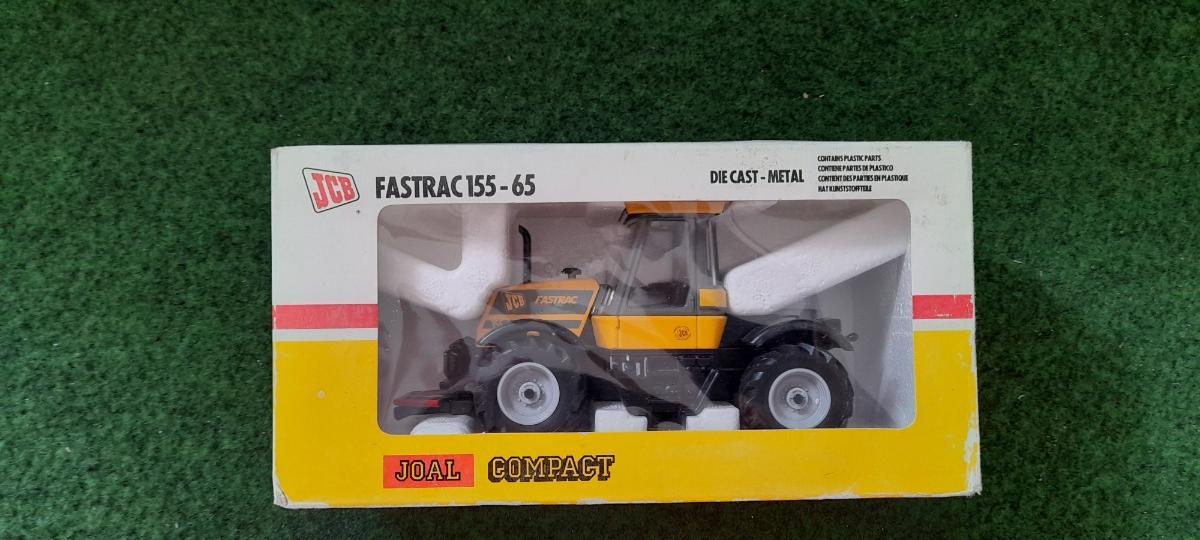 JCB
FASTRAC 155 - 65
DIE CAST - METAL
CONTAINS PLASTIC PARTS
CONTIENE PARTES DE PLASTICO
CONTIENT DES PARTIES EN PLASTIQUE
HAT KUNSTSTOFFTEILE
JCB FASTRAC
JCB
JOAL COMPACT